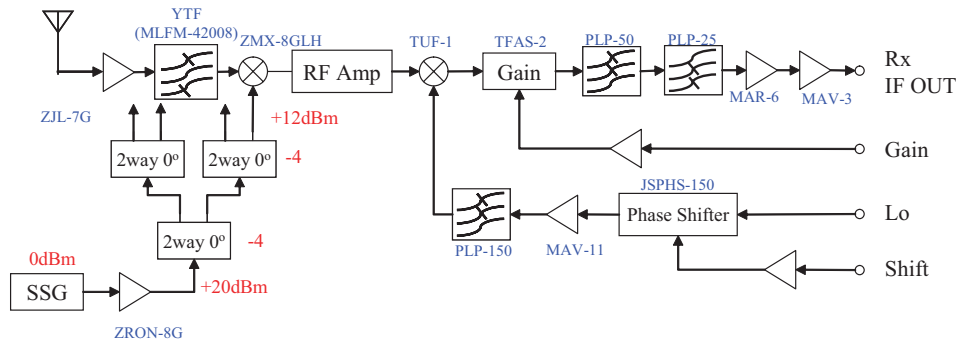 YTF
(MLFM-42008)
ZMX-8GLH
TUF-1
TFAS-2
PLP-50
PLP-25
RF Amp
Gain
Rx
IF OUT
MAR-6
MAV-3
ZJL-7G
+12dBm
2way 0º
2way 0º
-4
Gain
JSPHS-150
Phase Shifter
Lo
2way 0º
-4
PLP-150
MAV-11
0dBm
SSG
+20dBm
Shift
ZRON-8G